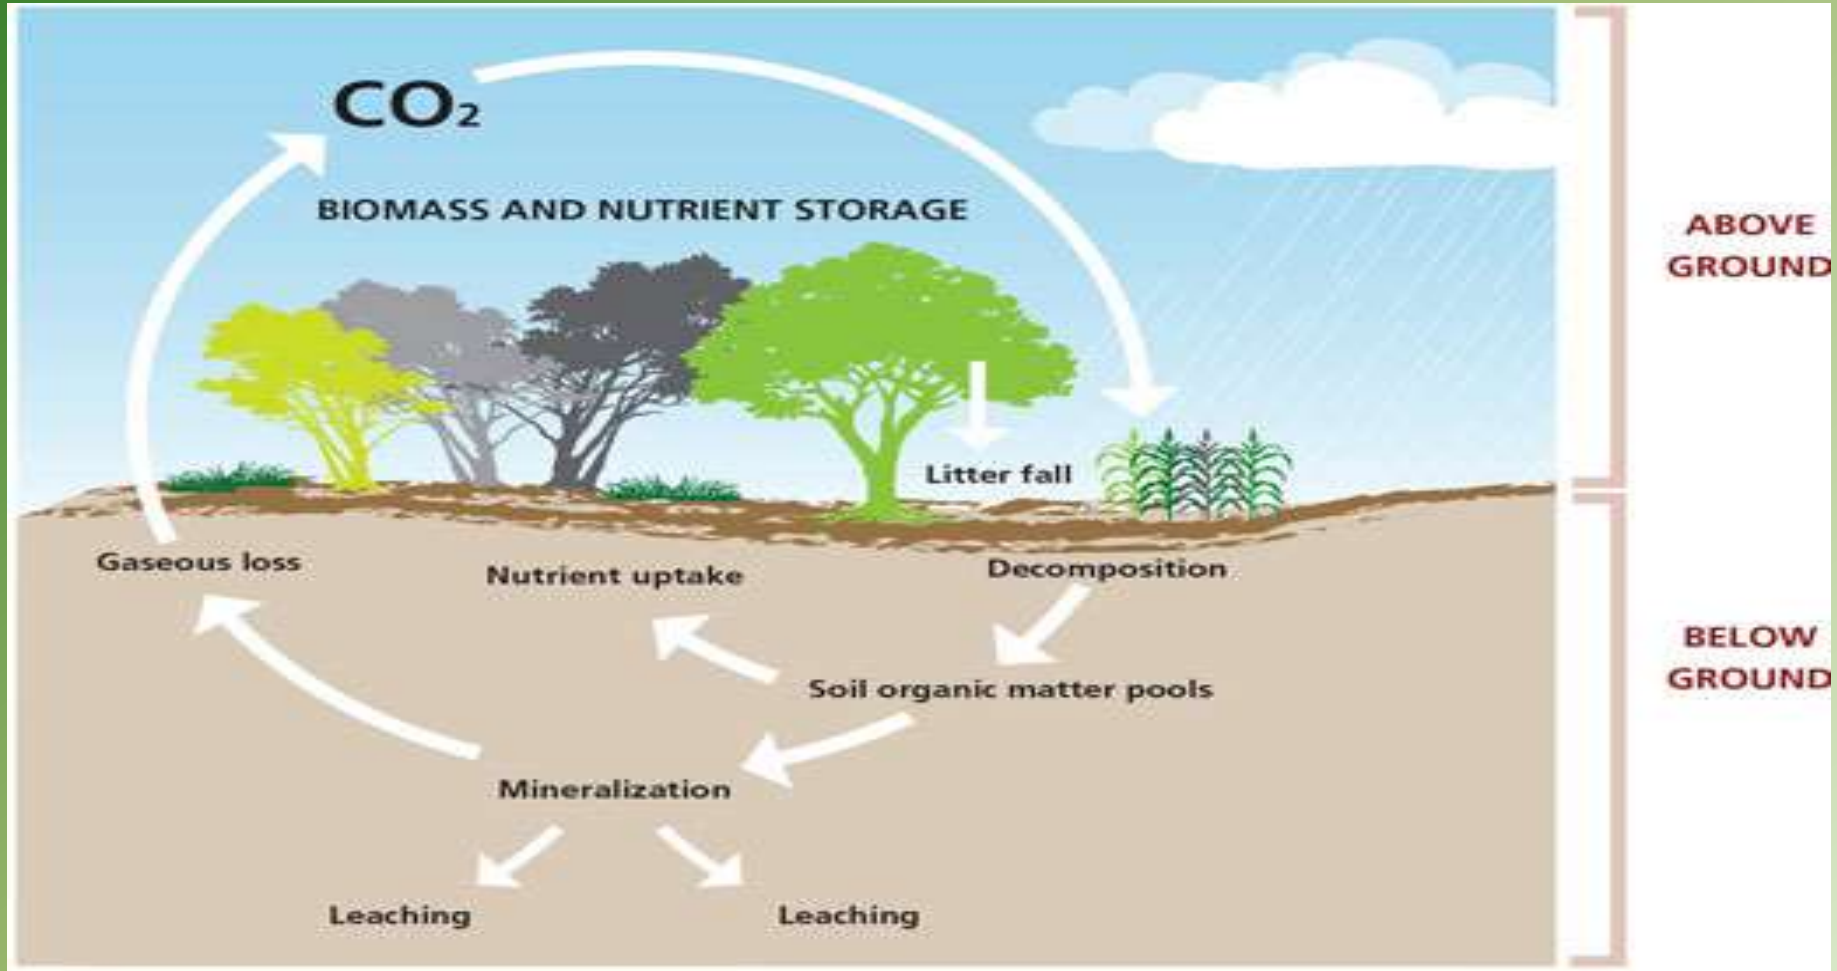 CO₂
BIOMASS AND NUTRIENT STORAGE
ABOVE
GROUND
Litter fall
Gaseous loss
Nutrient uptake
Decomposition
BELOW
GROUND
Soil organic matter pools
Mineralization
Leaching
Leaching